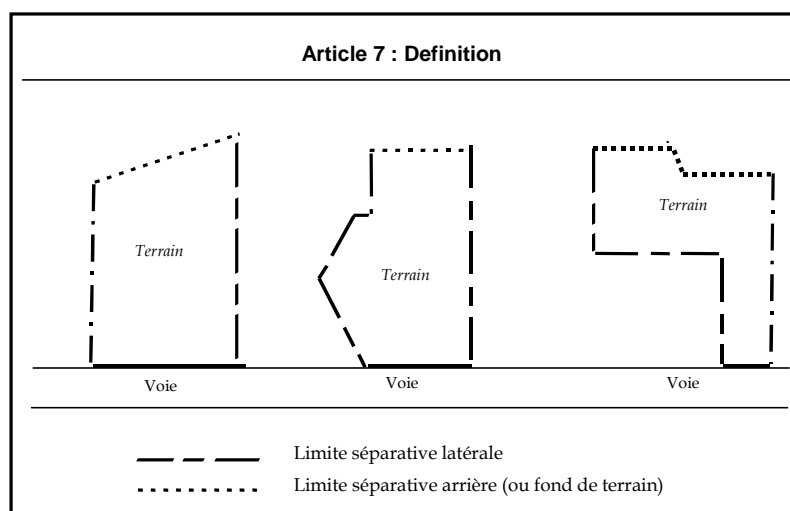 Article 7 : Definition
Terrain
Terrain
Terrain
Voie
Voie
Voie
Limite séparative latérale
Limite séparative arrière (ou fond de terrain)